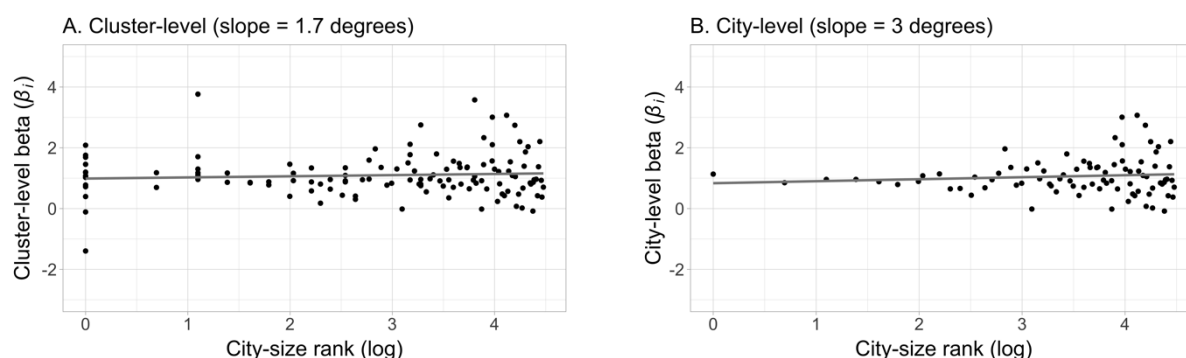 A. Cluster-level (slope = 1.7 degrees)
Cluster-level beta (βi)
4
2
0
-2
0 1 2 3 4
City-size rank (log)
B. City-level (slope = 3 degrees)
City-level beta (βi)
4
2
0
-2
0 1 2 3 4
City-size rank (log)